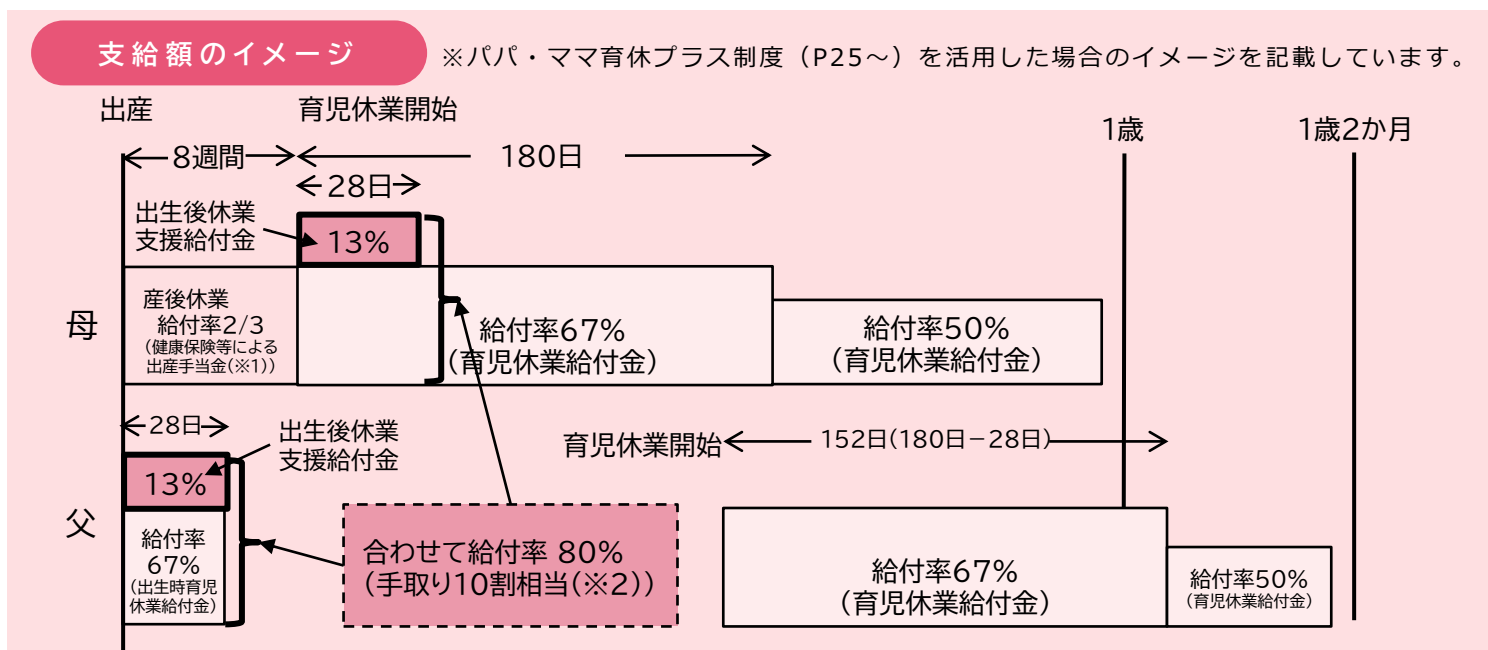 支給額のイメージ
※パパ・ママ育休プラス制度（P25～）を活用した場合のイメージを記載しています。
出産
育児休業開始
1歳
1歳2か月
8週間
180日
28日
出生後休業
支援給付金
13%
母
産後休業
給付率2/3
（健康保険等による
出産手当金(※1)）
給付率67%
（育児休業給付金）
給付率50%
（育児休業給付金）
28日
出生後休業
支援給付金
育児休業開始
152日(180日－28日)
13%
父
給付率
67%
（出生時育児
休業給付金）
合わせて給付率 80%
（手取り10割相当(※2)）
給付率67%
（育児休業給付金）
給付率50%
（育児休業給付金）